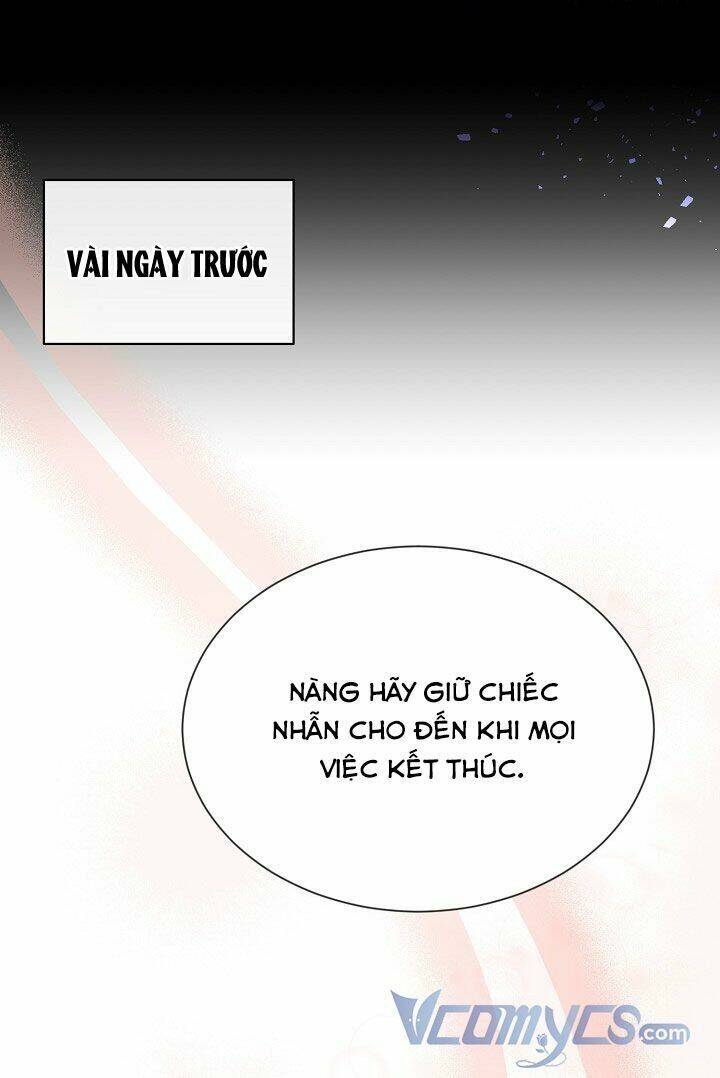 VÀI NGÀY TRƯỚC
NÀNG HÃY GIỮ CHIẾC
NHẪN CHO ĐẾN KHI MỌI
VIỆC KẾT THÚC.
VCOMYCS.com